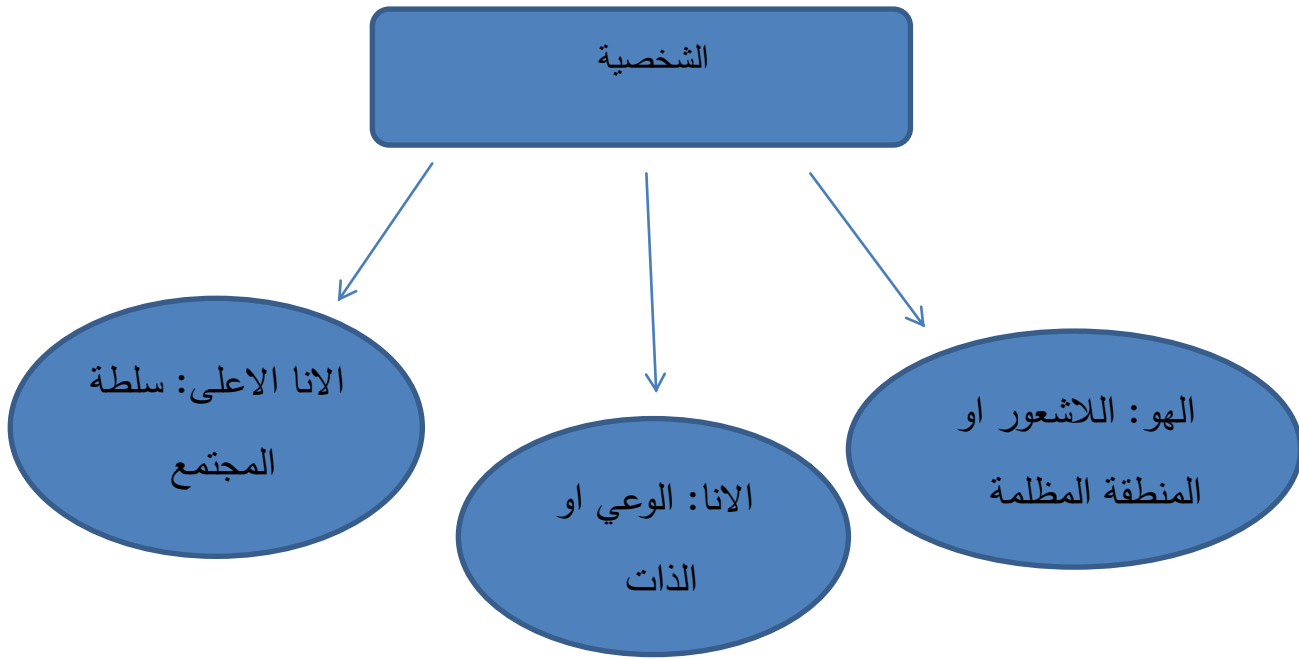 الشخصية
الهو: اللاشعور او
المنطقة المظلمة
الانا: الوعي او
الذات
الانا الاعلى: سلطة
المجتمع